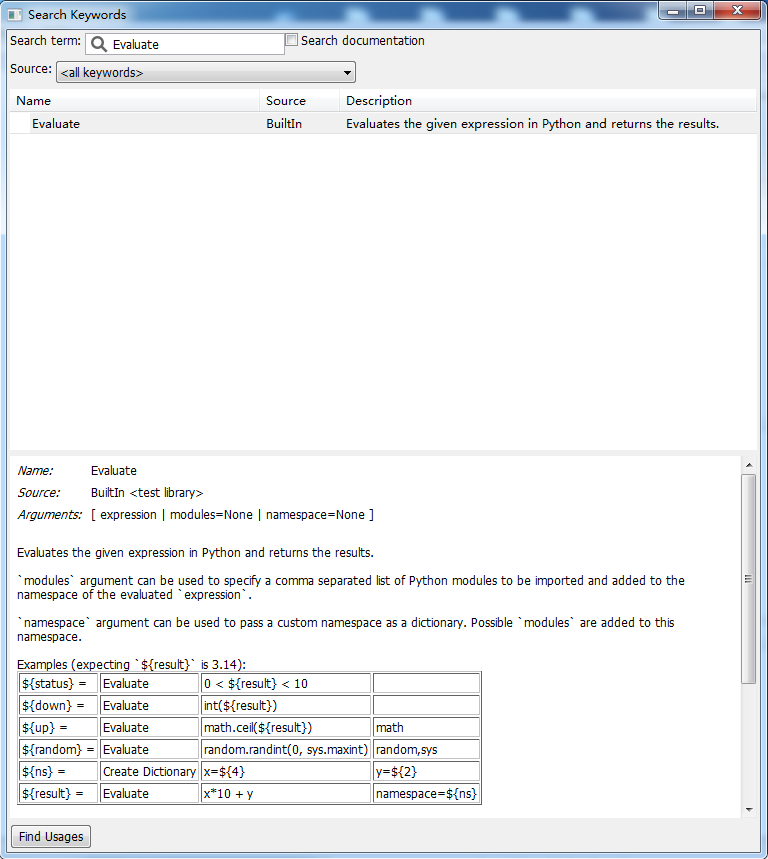 Search Keywords
Search term: Evaluate Search documentation
Source: <all keywords>
Name Source Description
Evaluate BuiltIn Evaluates the given expression in Python and returns the results.
Name: Evaluate
Source: BuiltIn <test library>
Arguments: [ expression | modules=None | namespace=None ]
Evaluates the given expression in Python and returns the results.
`modules` argument can be used to specify a comma separated list of Python modules to be imported and added to the
namespace of the evaluated `expression`.
`namespace` argument can be used to pass a custom namespace as a dictionary. Possible `modules` are added to this
namespace.
Examples (expecting `${result}` is 3.14):
${status} = Evaluate 0 < ${result} < 10
${down} = Evaluate int(${result})
${up} = Evaluate math.ceil(${result}) math
${random} = Evaluate random.randint(0, sys.maxint) random,sys
${ns} = Create Dictionary x=${4} y=${2}
${result} = Evaluate x*10 + y namespace=${ns}
Find Usages